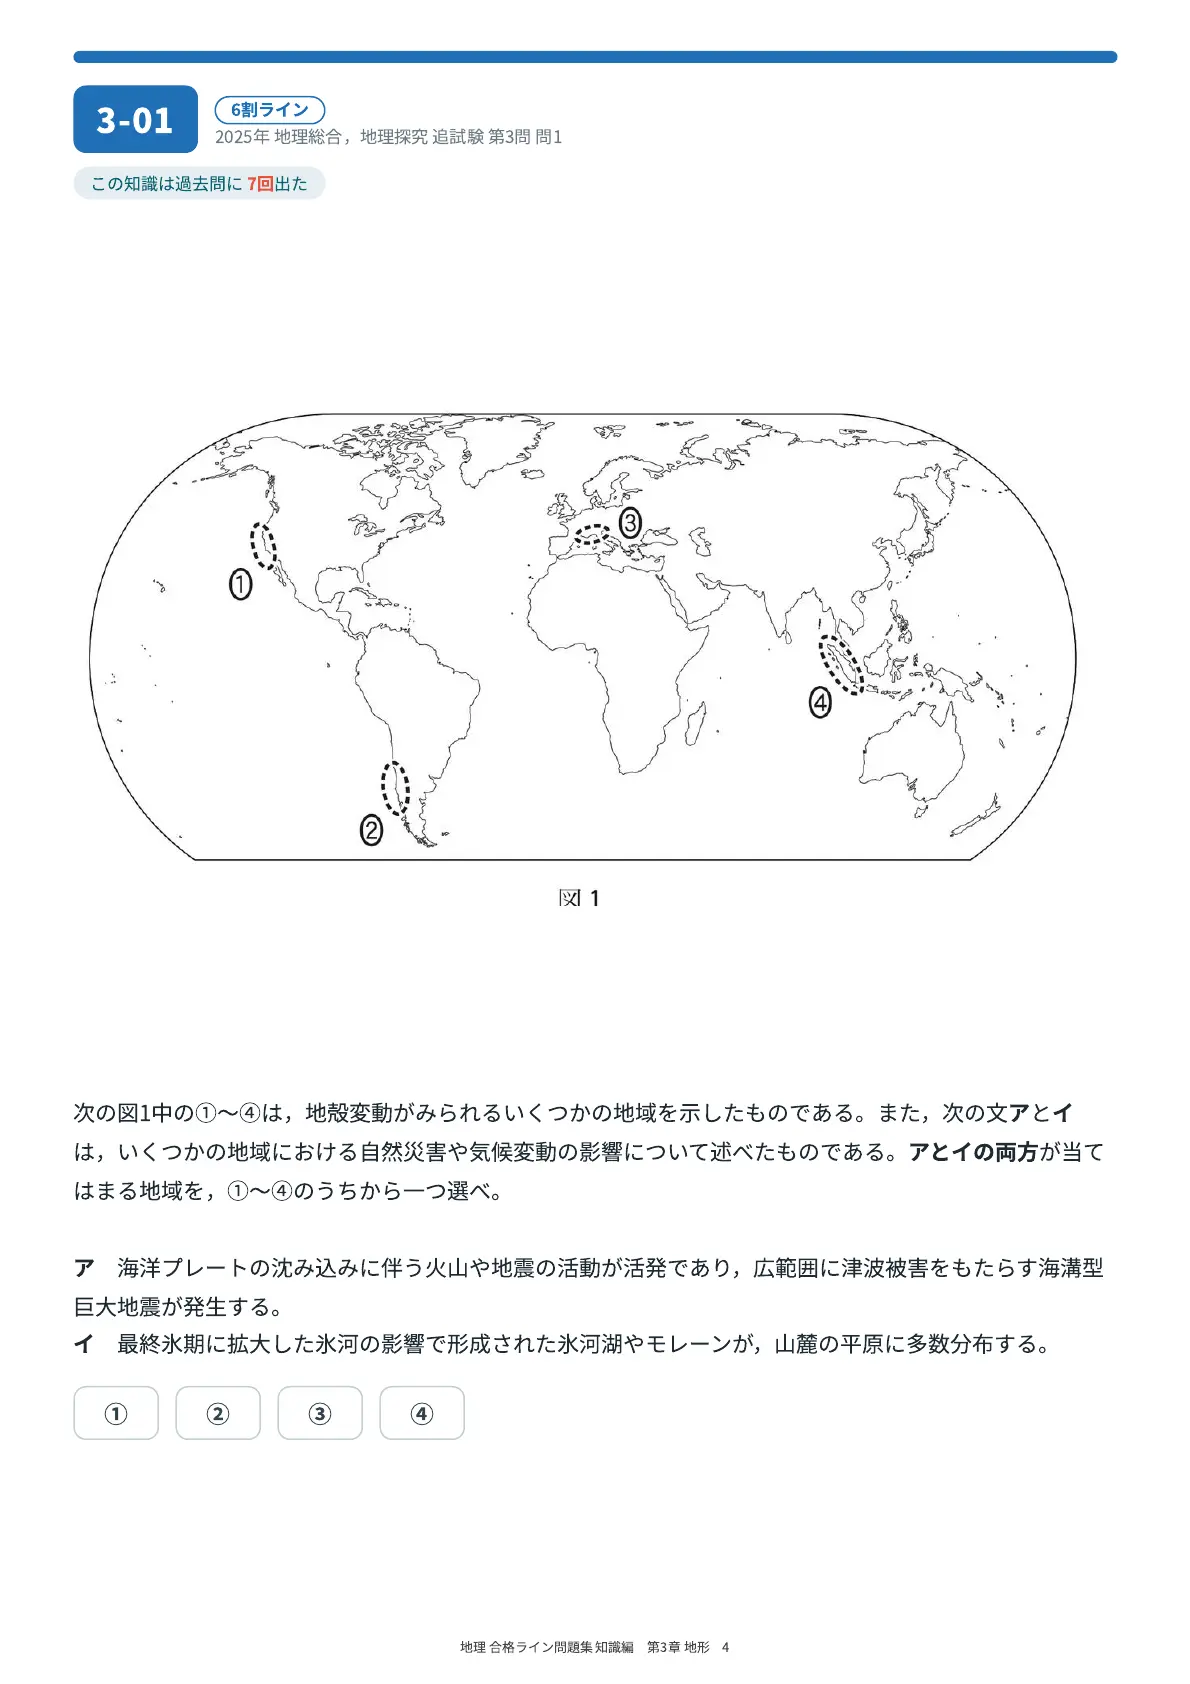 3-01
6割ライン
2025年 地理総合，地理探究 追試験 第3問 問1
この知識は過去問に 7回出た
①
②
③
④
図 1
次の図1中の①～④は，地殻変動がみられるいくつかの地域を示したものである。また，次の文アとイ
は，いくつかの地域における自然災害や気候変動の影響について述べたものである。アとイの両方が当て
はまる地域を，①～④のうちから一つ選べ。
ア　海洋プレートの沈み込みに伴う火山や地震の活動が活発であり，広範囲に津波被害をもたらす海溝型
巨大地震が発生する。
イ　最終氷期に拡大した氷河の影響で形成された氷河湖やモレーンが，山麓の平原に多数分布する。
① ② ③ ④
地理 合格ライン問題集 知識編　第3章 地形　4